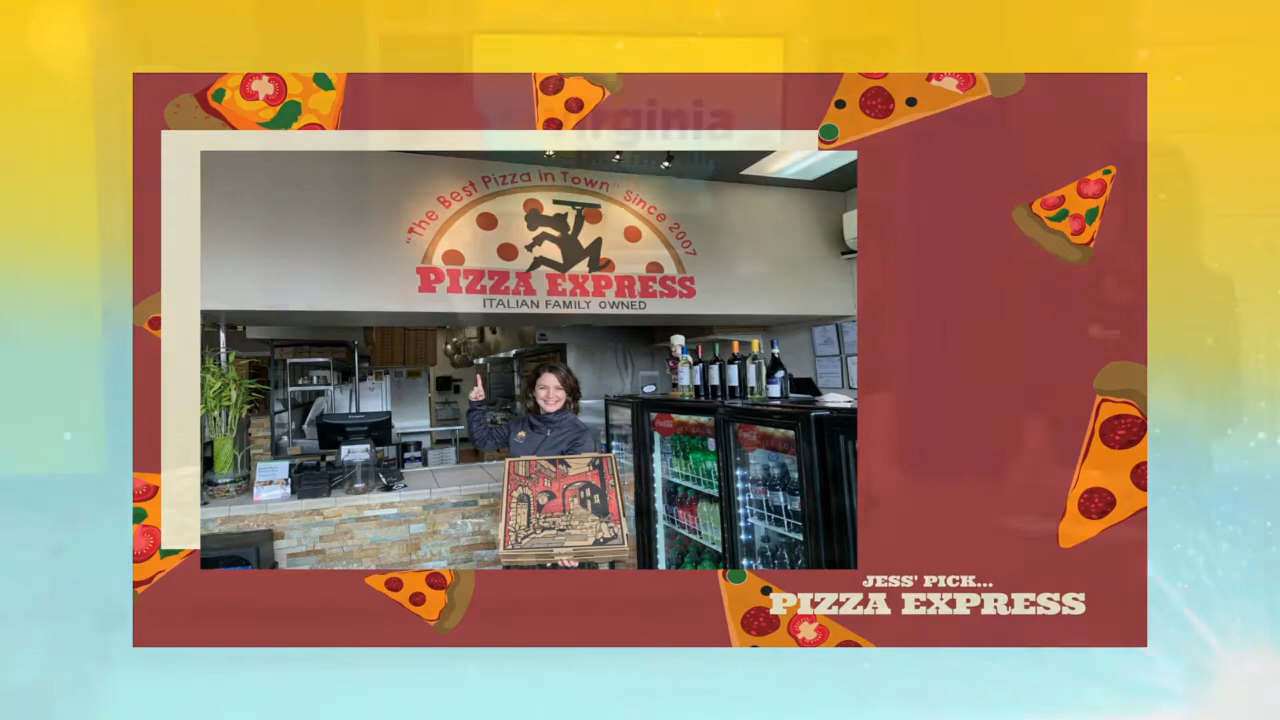 "The Best Pizza in Town" Since 2007
PIZZA EXPRESS
ITALIAN FAMILY OWNED
JESS' PICK...
PIZZA EXPRESS